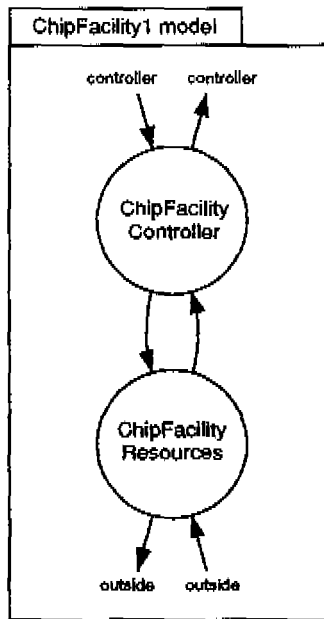 ChipFacility1 model
controller controller
ChipFacility
Controller
ChipFacility
Resources
outside outside